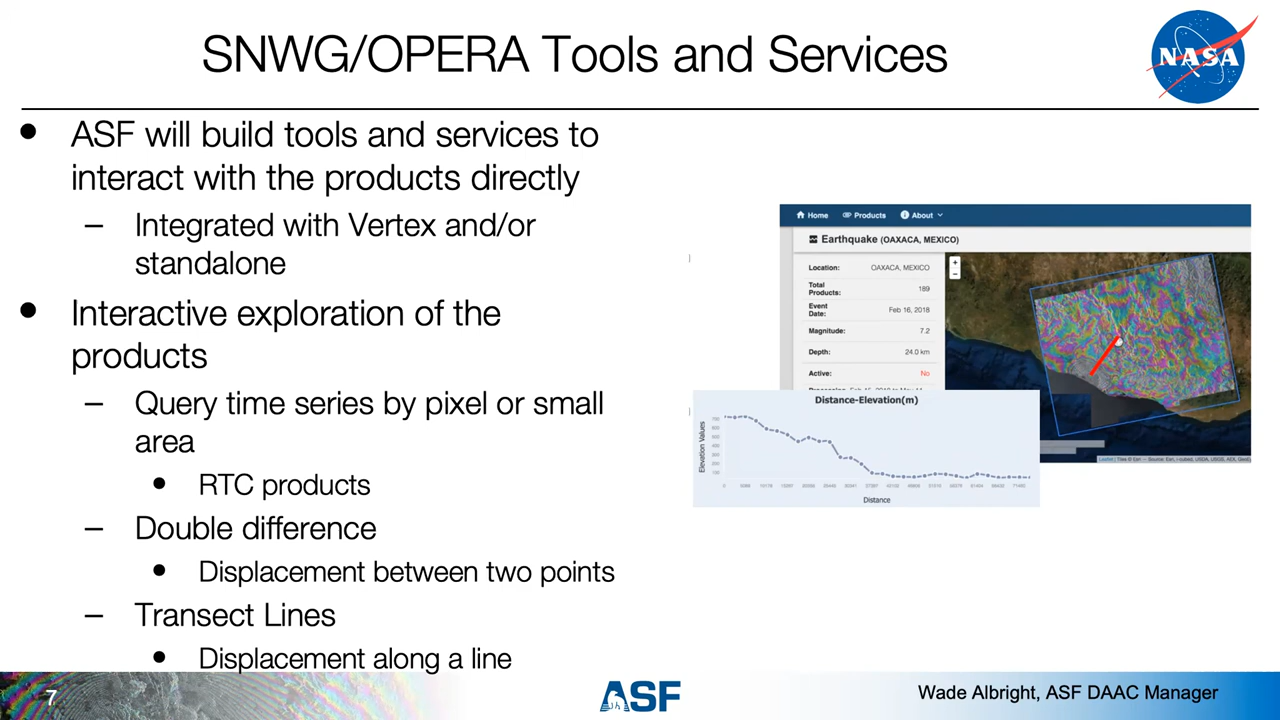 SNWG/OPERA Tools and Services
NASA
• ASF will build tools and services to
interact with the products directly
– Integrated with Vertex and/or
standalone
• Interactive exploration of the
products
– Query time series by pixel or small
area
• RTC products
– Double difference
• Displacement between two points
– Transect Lines
• Displacement along a line
Home Products About
Earthquake (OAXACA, MEXICO)
Location: OAXACA, MEXICO
Total
Products: 189
Event
Date: Feb 16, 2018
Magnitude: 7.2
Depth: 24.0 km
Active: No
+
−
Distance-Elevation(m)
Elevation Values
Distance
7
ASF
Wade Albright, ASF DAAC Manager